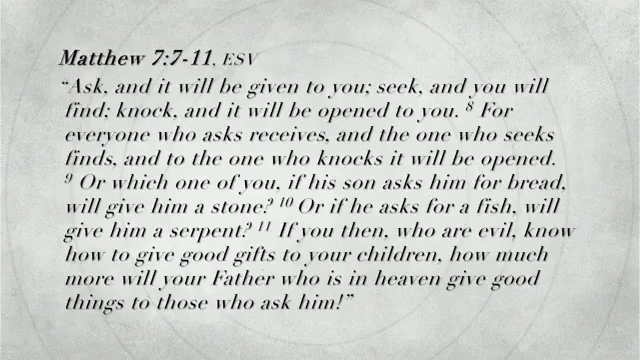 Matthew 7:7-11, ESV
“Ask, and it will be given to you; seek, and you will
find; knock, and it will be opened to you. 8 For
everyone who asks receives, and the one who seeks
finds, and to the one who knocks it will be opened.
9 Or which one of you, if his son asks him for bread,
will give him a stone? 10 Or if he asks for a fish, will
give him a serpent? 11 If you then, who are evil, know
how to give good gifts to your children, how much
more will your Father who is in heaven give good
things to those who ask him!”